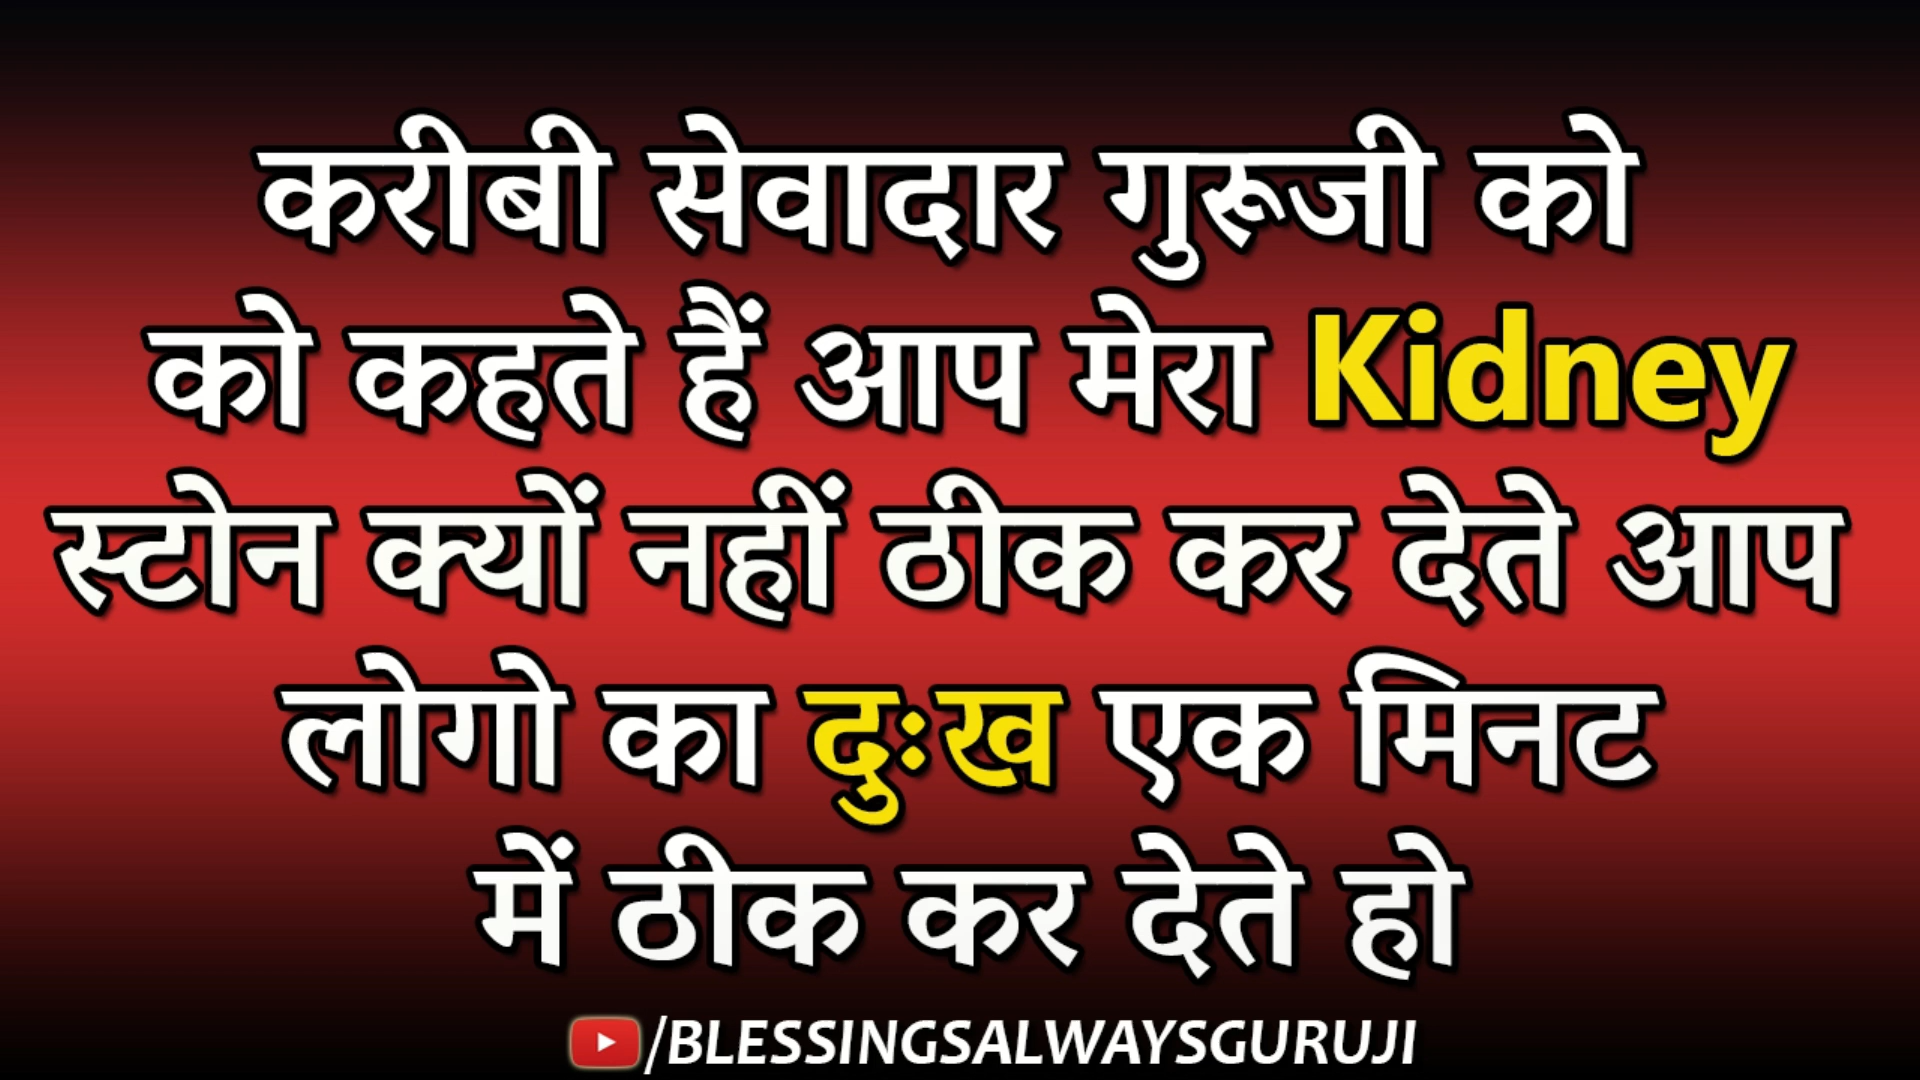 करीबी सेवादार गुरूजी को
को कहते हैं आप मेरा Kidney
स्टोन क्यों नहीं ठीक कर देते आप
लोगो का दुःख एक मिनट
में ठीक कर देते हो
/BLESSINGSALWAYSGURUJI